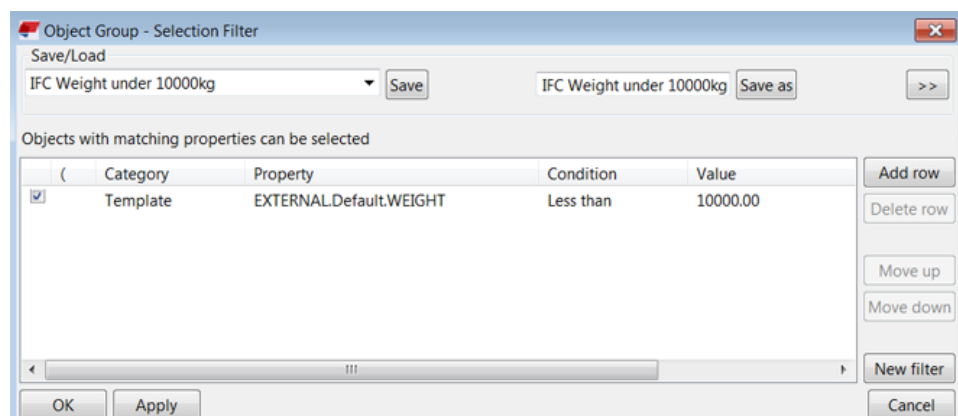 Object Group - Selection Filter
Save/Load
IFC Weight under 10000kg Save IFC Weight under 10000kg Save as >>
Objects with matching properties can be selected
( Category Property Condition Value Add row
Template EXTERNAL.Default.WEIGHT Less than 10000.00
Delete row
Move up
Move down
New filter
OK Apply Cancel